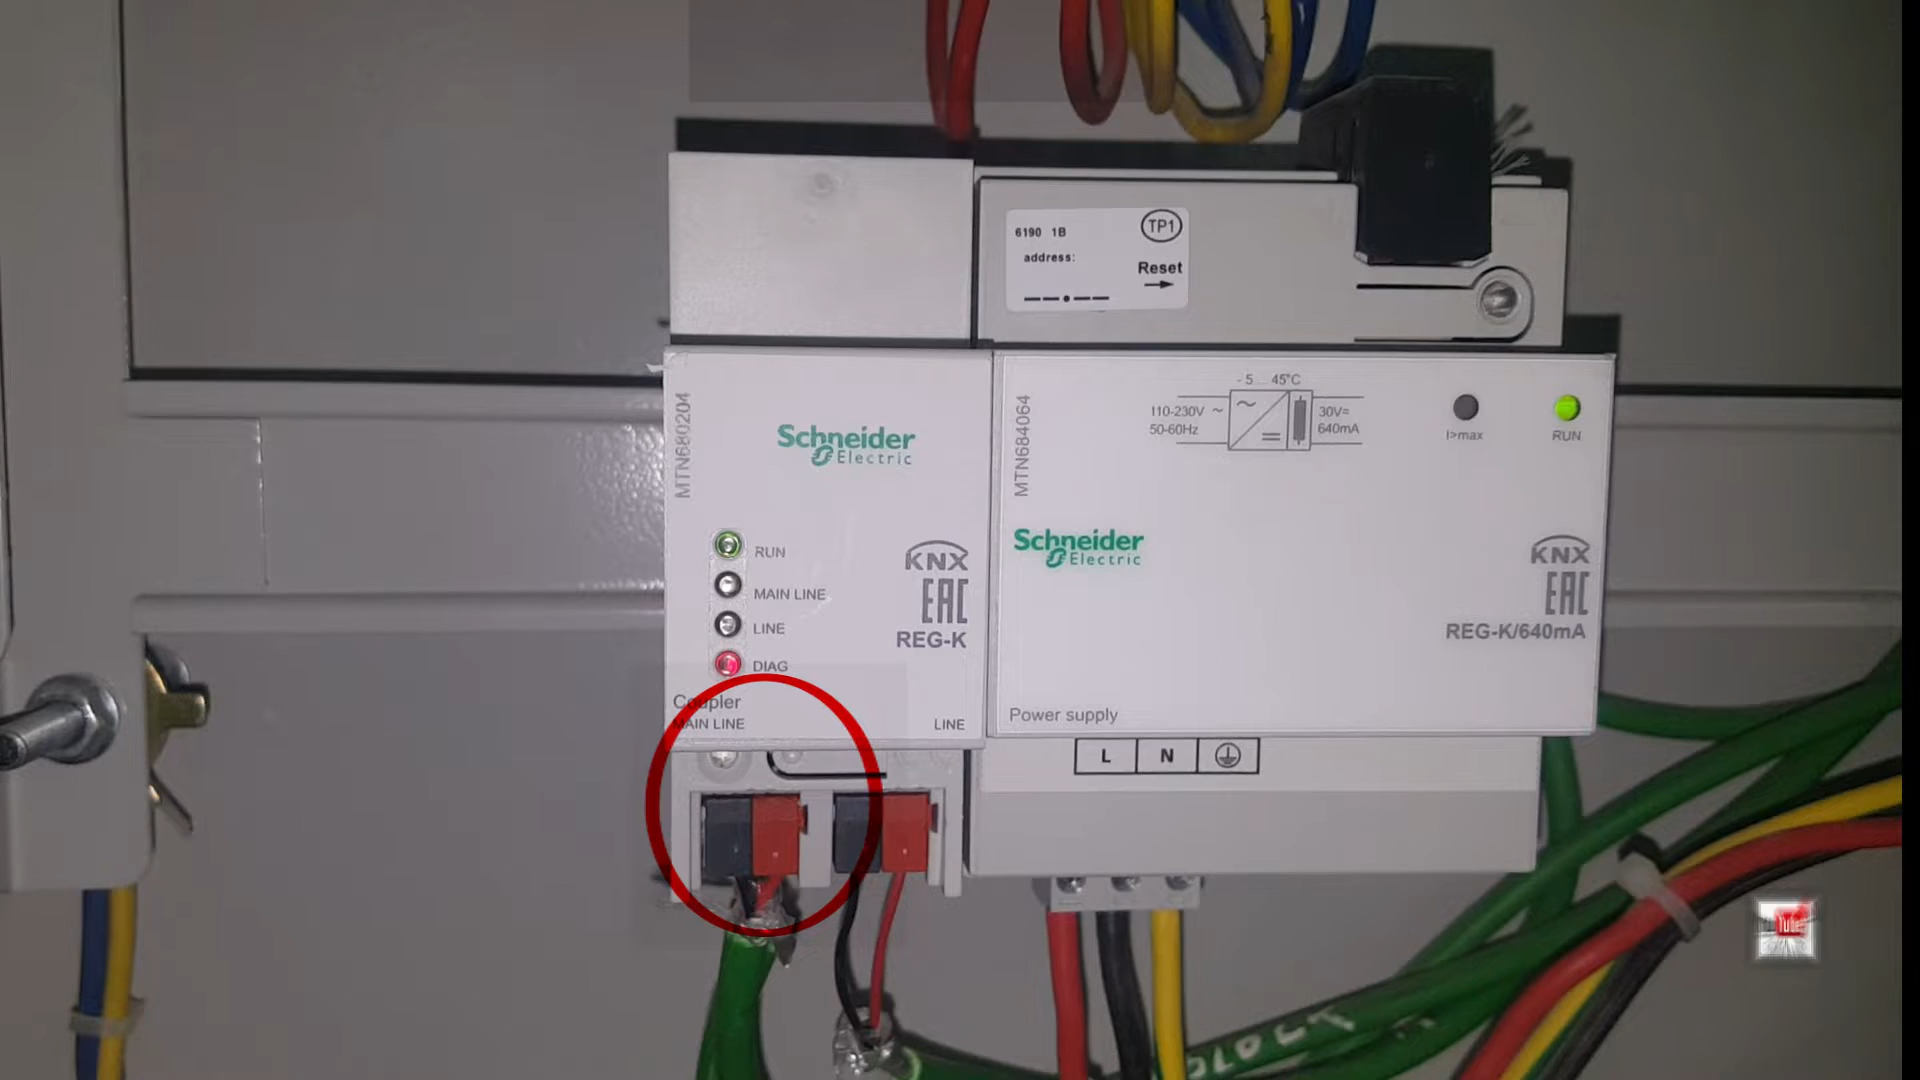 6190 1B
TP1
address:
Reset
MTN680204
Schneider
Electric
RUN
MAIN LINE
LINE
DIAG
KNX
EAC
REG-K
Coupler
MAIN LINE
LINE
MTN684064
- 5 ... 45°C
110-230V ~
50-60Hz
30V=
640mA
I>max
RUN
Schneider
Electric
KNX
EAC
REG-K/640mA
Power supply
L N
Tube